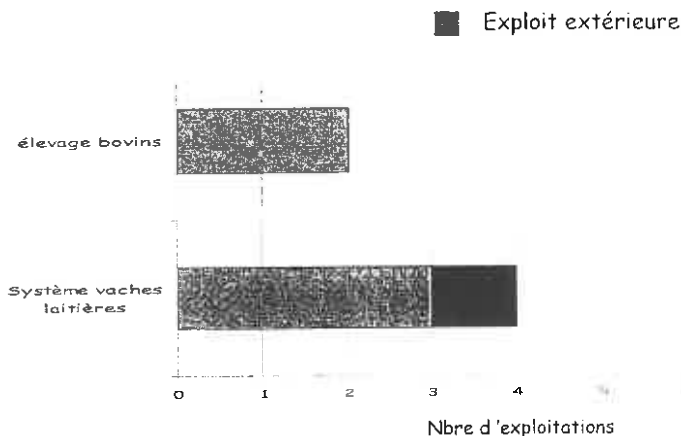 Exploit extérieure
élevage bovins
Système vaches
laitières
0 1 2 3 4
Nbre d'exploitations